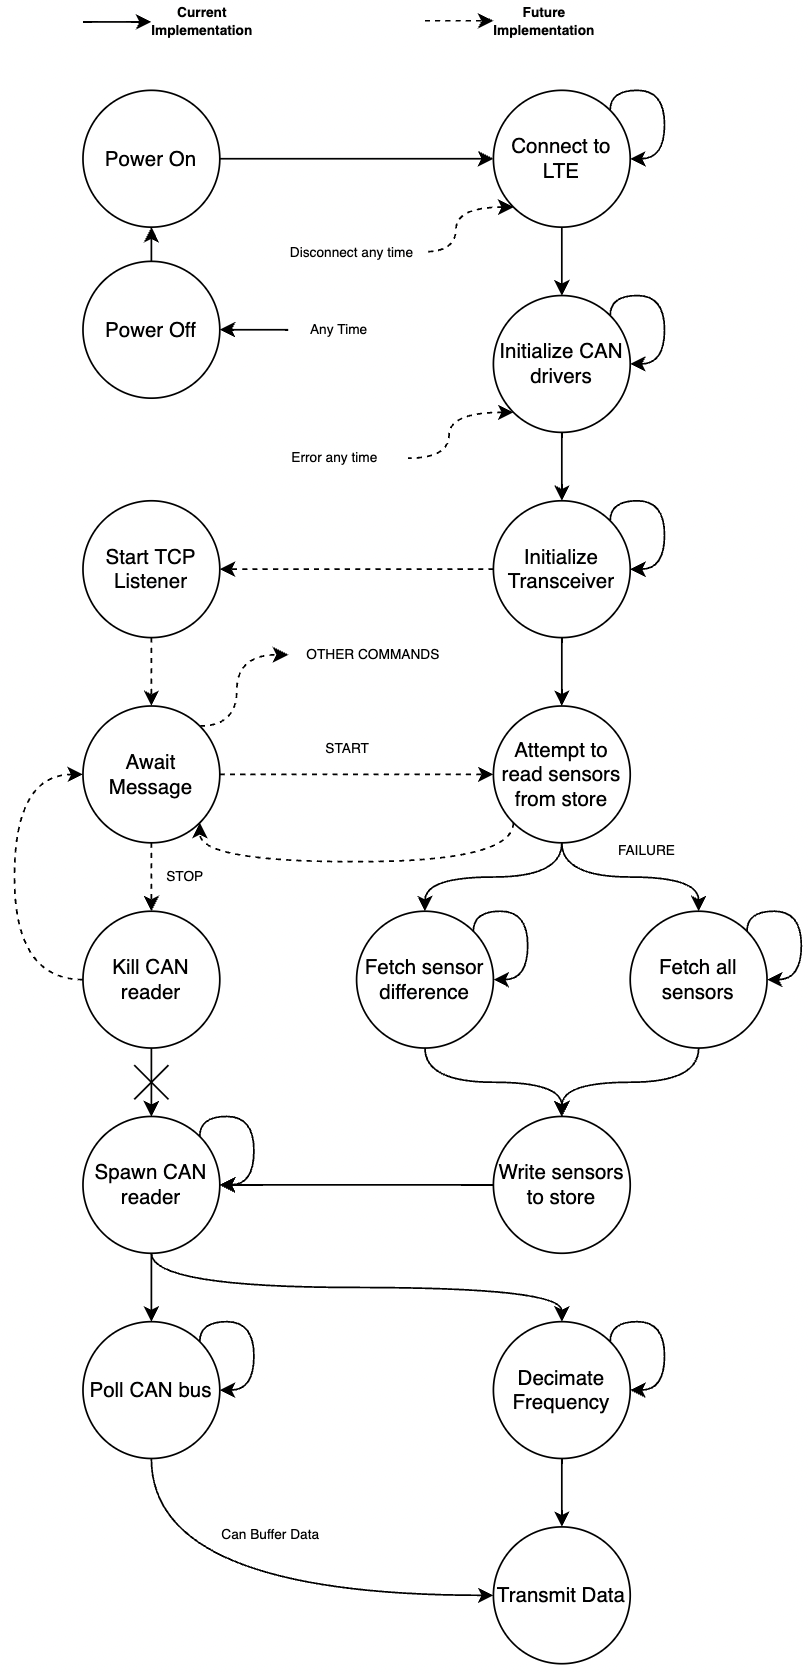 Current
Implementation
Future
Implementation
Power On
Connect to
LTE
Disconnect any time
Power Off
Any Time
Initialize CAN
drivers
Error any time
Start TCP
Listener
Initialize
Transceiver
OTHER COMMANDS
Await
Message
START
Attempt to
read sensors
from store
STOP
FAILURE
Kill CAN
reader
Fetch sensor
difference
Fetch all
sensors
Spawn CAN
reader
Write sensors
to store
Poll CAN bus
Decimate
Frequency
Can Buffer Data
Transmit Data